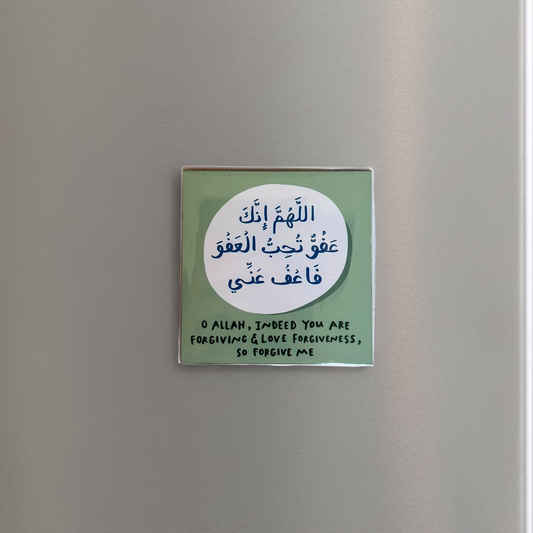 اللَّهُمَّ إِنَّكَ
عَفُوٌّ تُحِبُّ الْعَفْوَ
فَاعْفُ عَنِّي
O ALLAH, INDEED YOU ARE
FORGIVING & LOVE FORGIVENESS,
SO FORGIVE ME